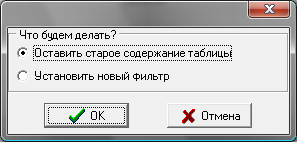 Что будем делать?
Оставить старое содержание таблицы
Установить новый фильтр
OK Отмена